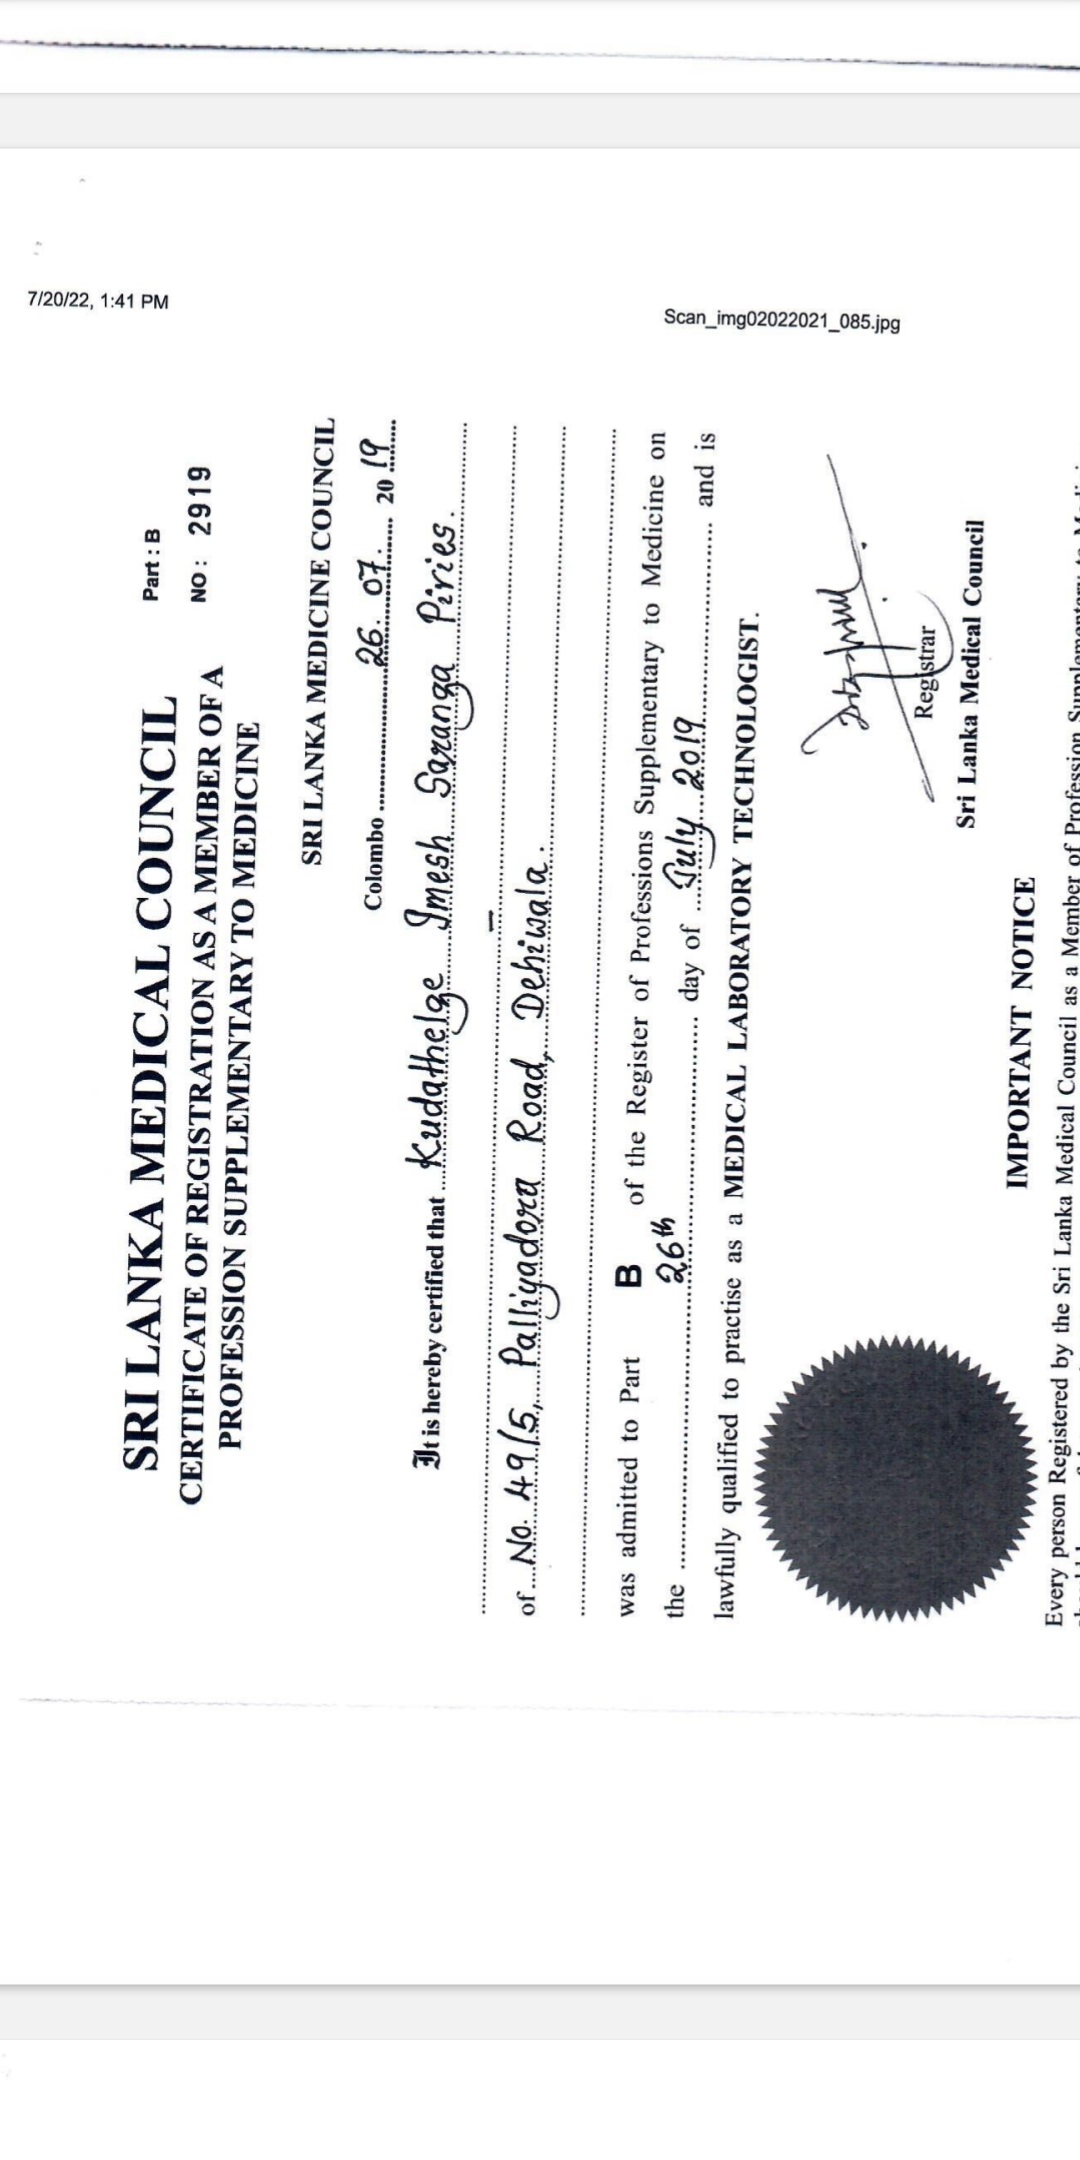 7/20/22, 1:41 PM
Scan_img02022021_085.jpg
Part : B
SRI LANKA MEDICAL COUNCIL
NO : 2919
CERTIFICATE OF REGISTRATION AS A MEMBER OF A
PROFESSION SUPPLEMENTARY TO MEDICINE
SRI LANKA MEDICINE COUNCIL
Colombo 26. 07. 20 19
It is hereby certified that Kudathelge Imesh Saranga Piries.
—
of No. 49/5, Palliyadora Road, Dehiwala.
was admitted to Part B of the Register of Professions Supplementary to Medicine on
the 26th day of July 2019 and is
lawfully qualified to practise as a MEDICAL LABORATORY TECHNOLOGIST.
Registrar
Sri Lanka Medical Council
IMPORTANT NOTICE
Every person Registered by the Sri Lanka Medical Council as a Member of Profession Supplementary to